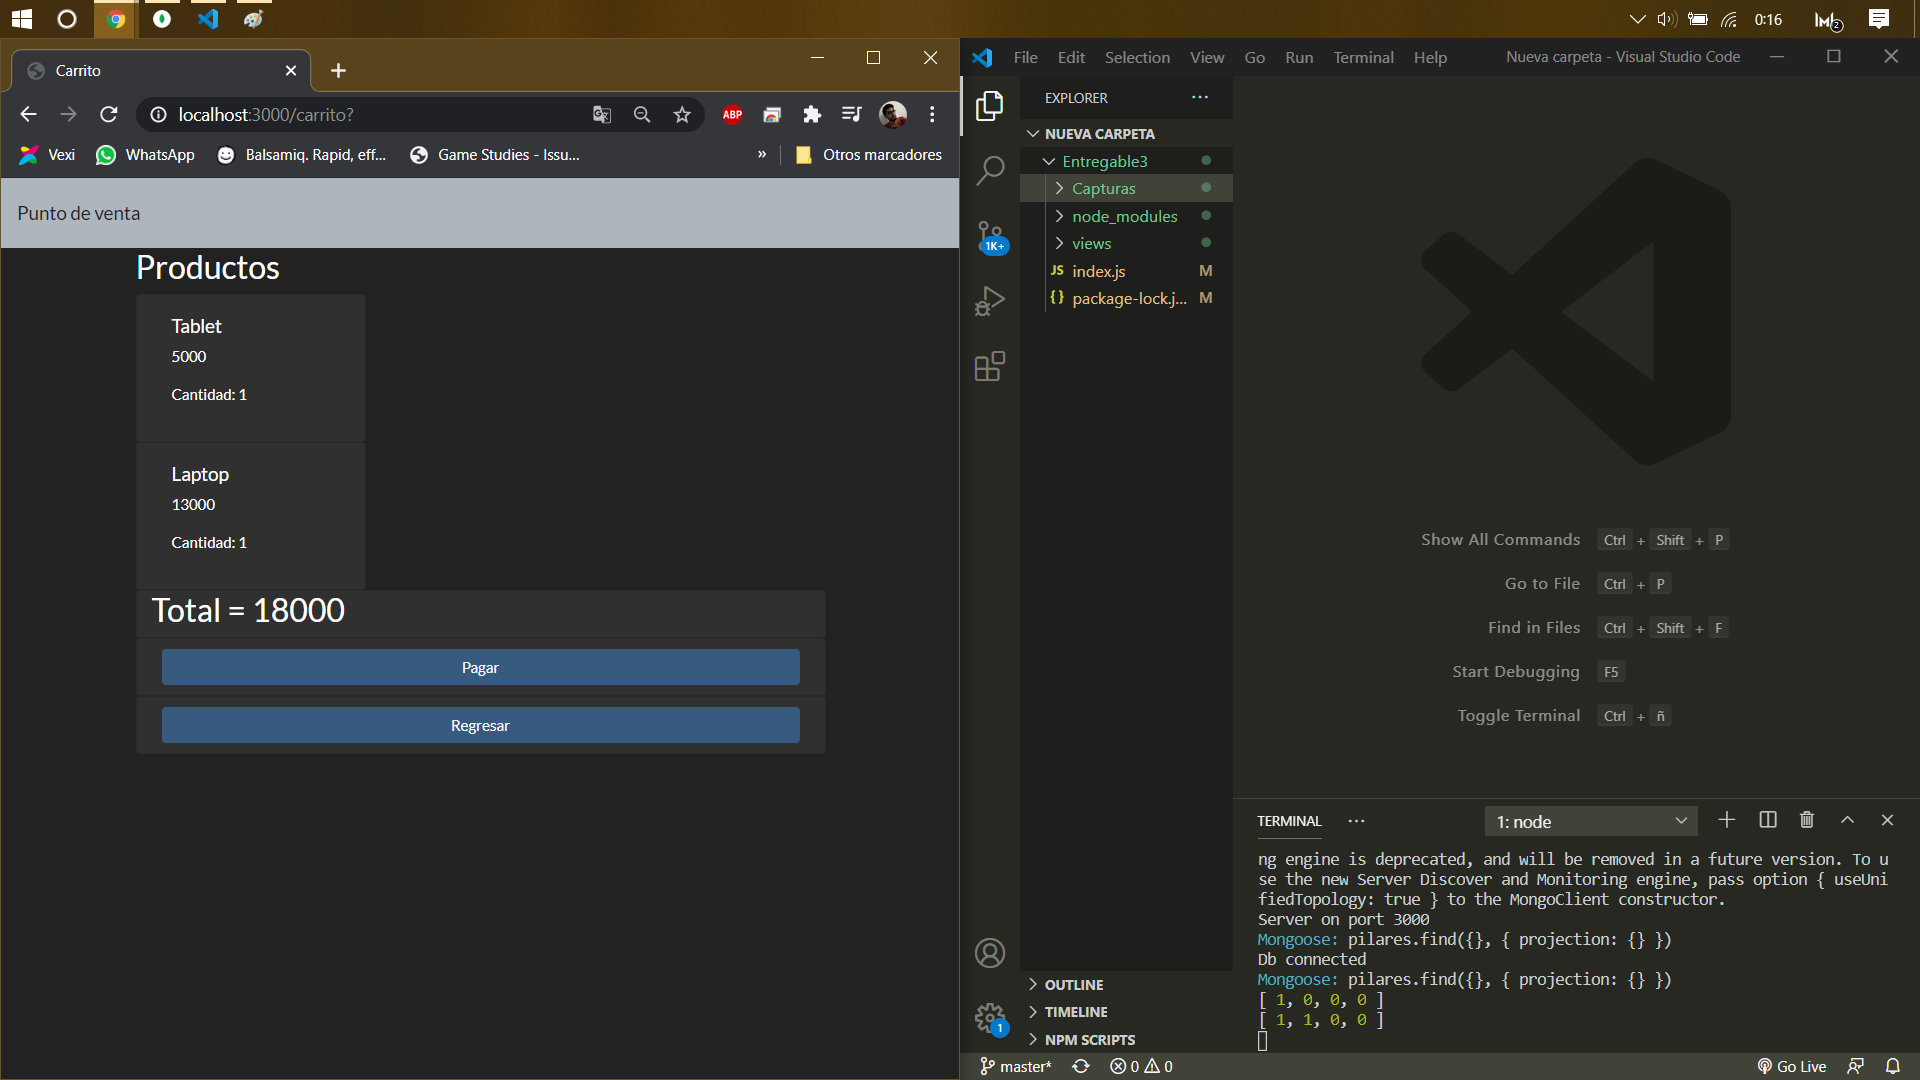 0:16
2
Carrito
localhost:3000/carrito?
ABP
Vexi
WhatsApp
Balsamiq. Rapid, eff...
Game Studies - Issu...
»
Otros marcadores
Punto de venta
Productos
Tablet
5000
Cantidad: 1
Laptop
13000
Cantidad: 1
Total = 18000
Pagar
Regresar
File Edit Selection View Go Run Terminal Help
Nueva carpeta - Visual Studio Code
EXPLORER
NUEVA CARPETA
Entregable3
Capturas
node_modules
views
JS index.js M
{} package-lock.j... M
1K+
Show All Commands Ctrl + Shift + P
Go to File Ctrl + P
Find in Files Ctrl + Shift + F
Start Debugging F5
Toggle Terminal Ctrl + ñ
TERMINAL ...
1: node
ng engine is deprecated, and will be removed in a future version. To u
se the new Server Discover and Monitoring engine, pass option { useUni
fiedTopology: true } to the MongoClient constructor.
Server on port 3000
Mongoose: pilares.find({}, { projection: {} })
Db connected
Mongoose: pilares.find({}, { projection: {} })
[ 1, 0, 0, 0 ]
[ 1, 1, 0, 0 ]
OUTLINE
TIMELINE
NPM SCRIPTS
1
master*
0 0
Go Live